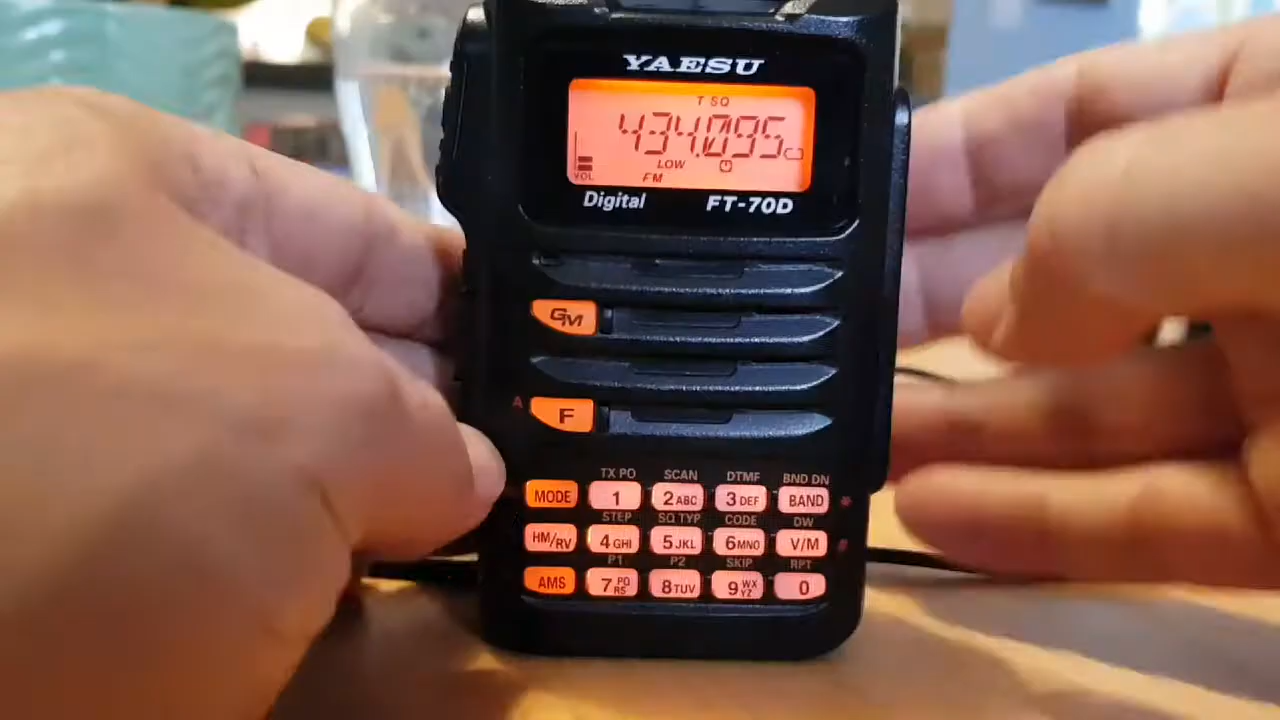 YAESU
T SQ
434.095
LOW
VOL
FM
Digital FT-70D
GM
A
F
TX PO SCAN DTMF BND DN
MODE 1 2ABC 3DEF BAND *
STEP SQ TYP CODE DW
HM/RV 4GHI 5JKL 6MNO V/M #
P1 P2 SKIP RPT
AMS 7PQRS 8TUV 9WXYZ 0